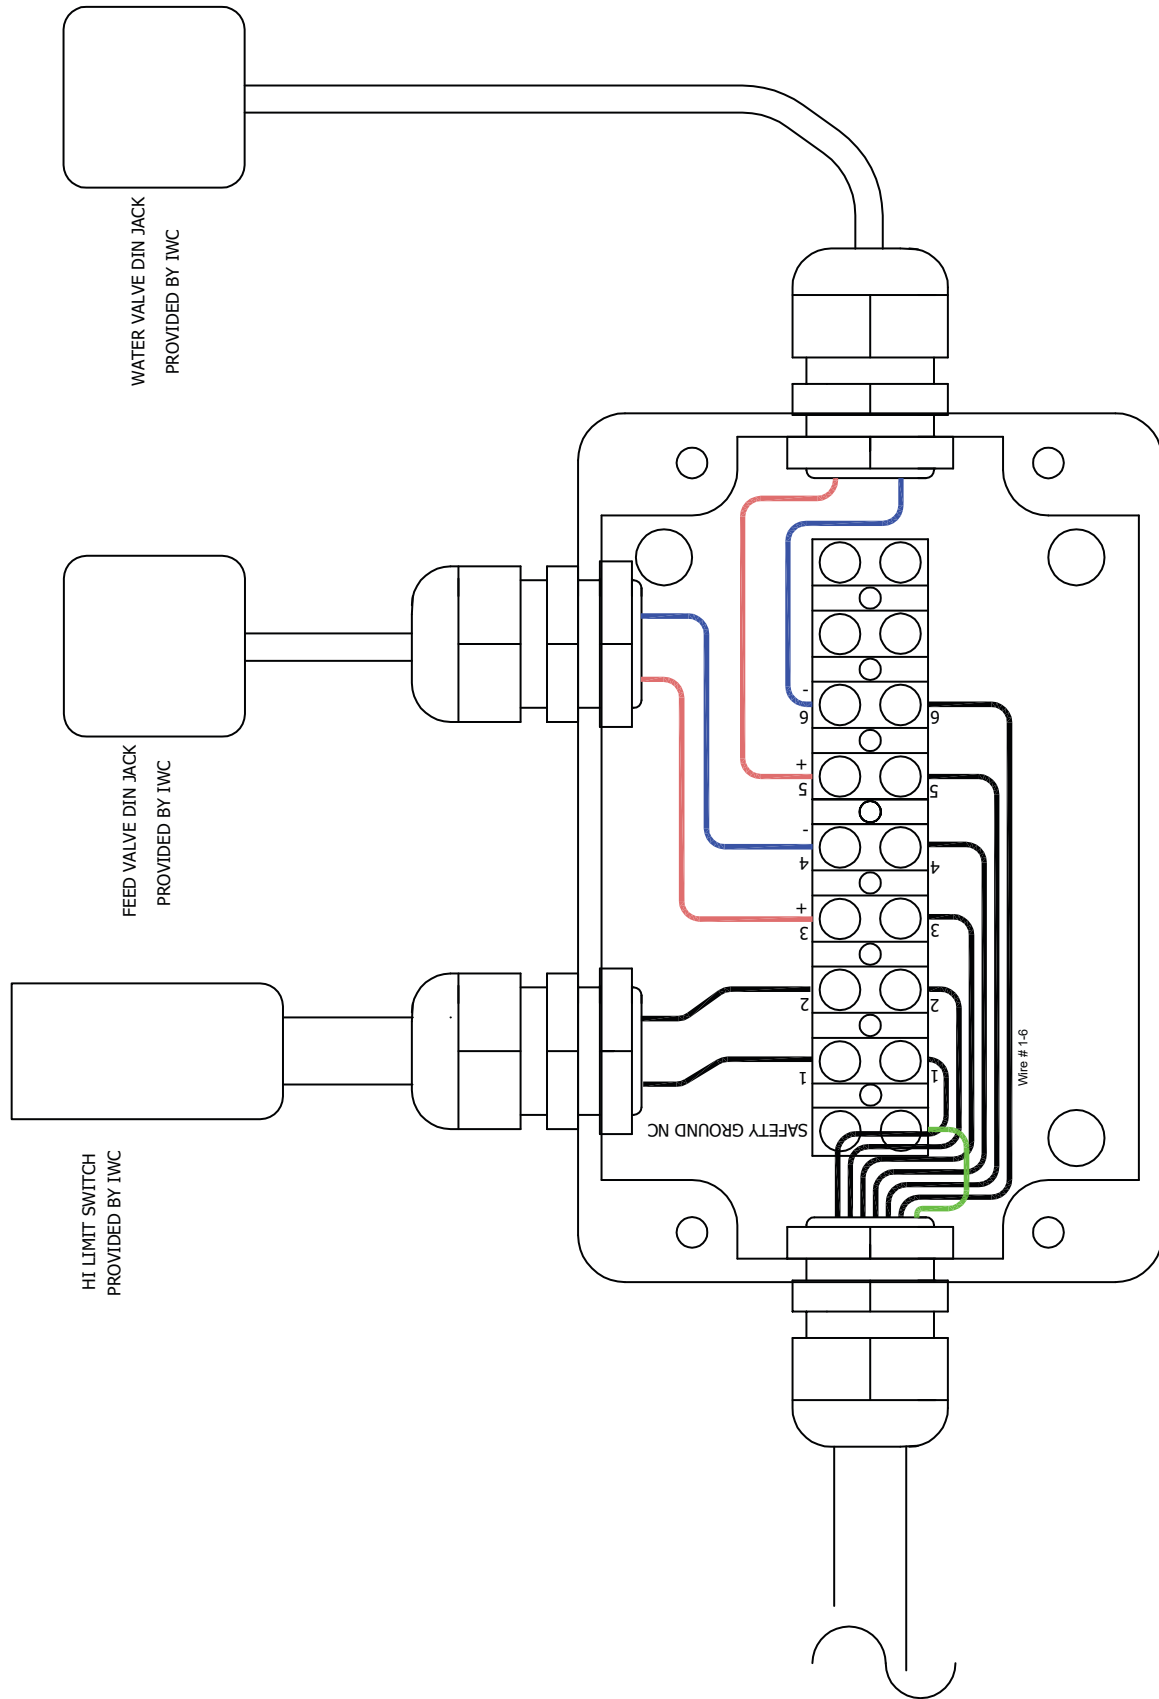 WATER VALVE DIN JACK
PROVIDED BY IWC
FEED VALVE DIN JACK
PROVIDED BY IWC
HI LIMIT SWITCH
PROVIDED BY IWC
-
6
6
+
5
5
-
4
4
+
3
3
2
2
1
1
SAFETY GROUND NC
Wire # 1-6